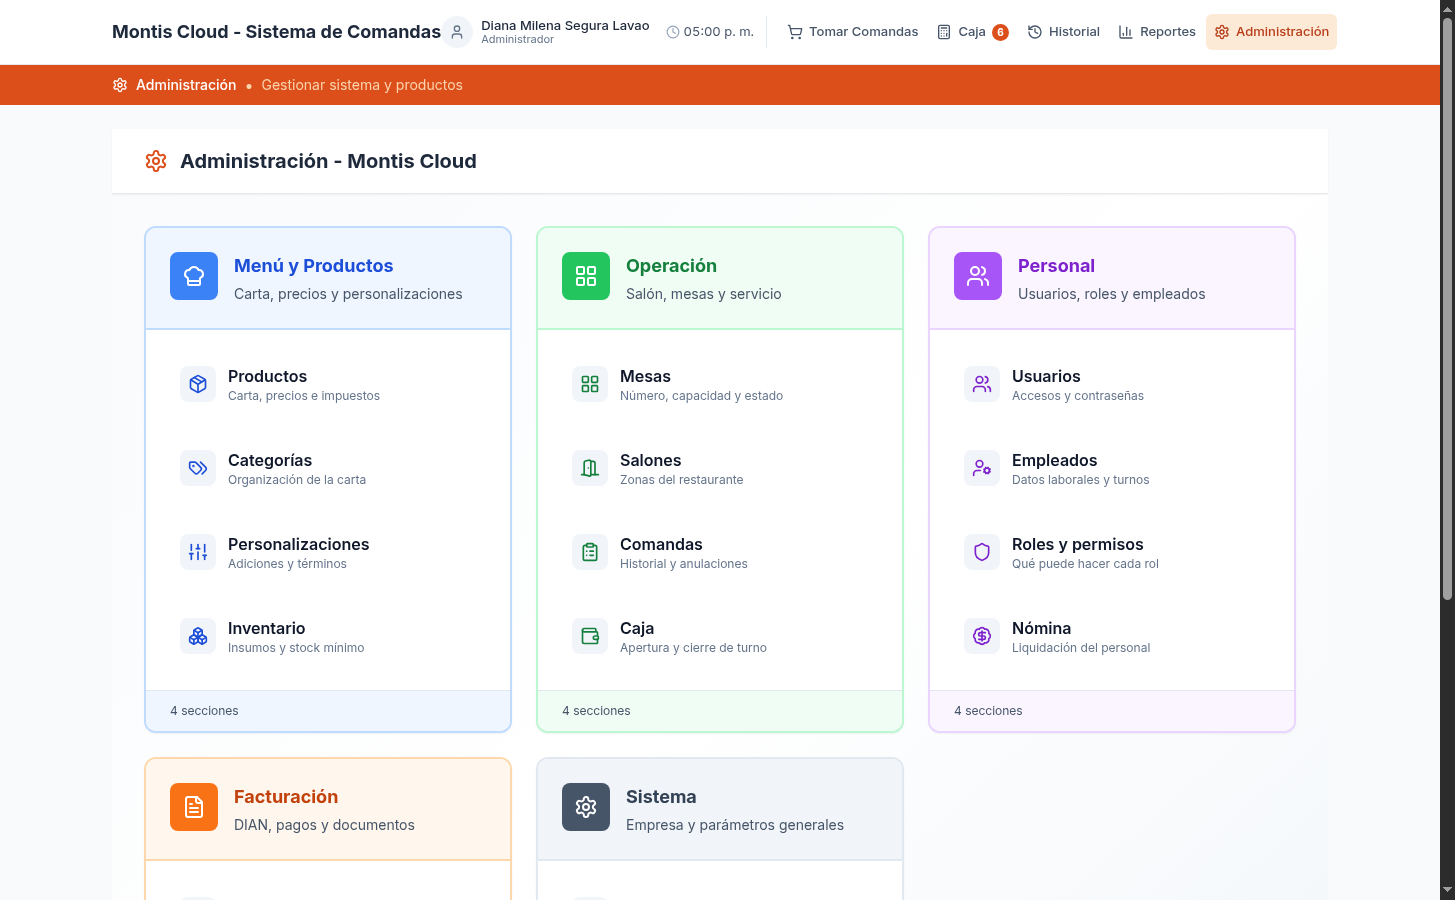 Montis Cloud - Sistema de Comandas
Diana Milena Segura Lavao
Administrador
05:00 p. m.
Tomar Comandas
Caja 6
Historial
Reportes
Administración
Administración • Gestionar sistema y productos
Administración - Montis Cloud
Menú y Productos
Carta, precios y personalizaciones
Productos
Carta, precios e impuestos
Categorías
Organización de la carta
Personalizaciones
Adiciones y términos
Inventario
Insumos y stock mínimo
4 secciones
Operación
Salón, mesas y servicio
Mesas
Número, capacidad y estado
Salones
Zonas del restaurante
Comandas
Historial y anulaciones
Caja
Apertura y cierre de turno
4 secciones
Personal
Usuarios, roles y empleados
Usuarios
Accesos y contraseñas
Empleados
Datos laborales y turnos
Roles y permisos
Qué puede hacer cada rol
Nómina
Liquidación del personal
4 secciones
Facturación
DIAN, pagos y documentos
Sistema
Empresa y parámetros generales